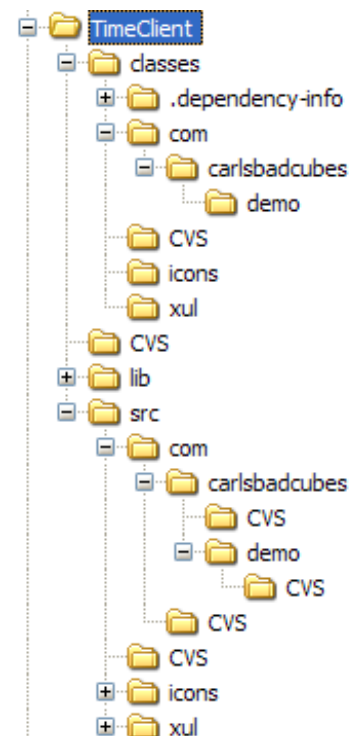 TimeClient
classes
.dependency-info
com
carlsbadcubes
demo
CVS
icons
xul
CVS
lib
src
com
carlsbadcubes
CVS
demo
CVS
CVS
CVS
icons
xul